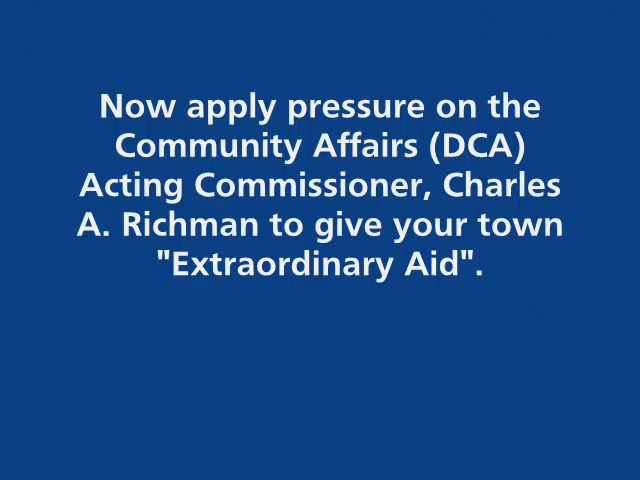 Now apply pressure on the
Community Affairs (DCA)
Acting Commissioner, Charles
A. Richman to give your town
"Extraordinary Aid".